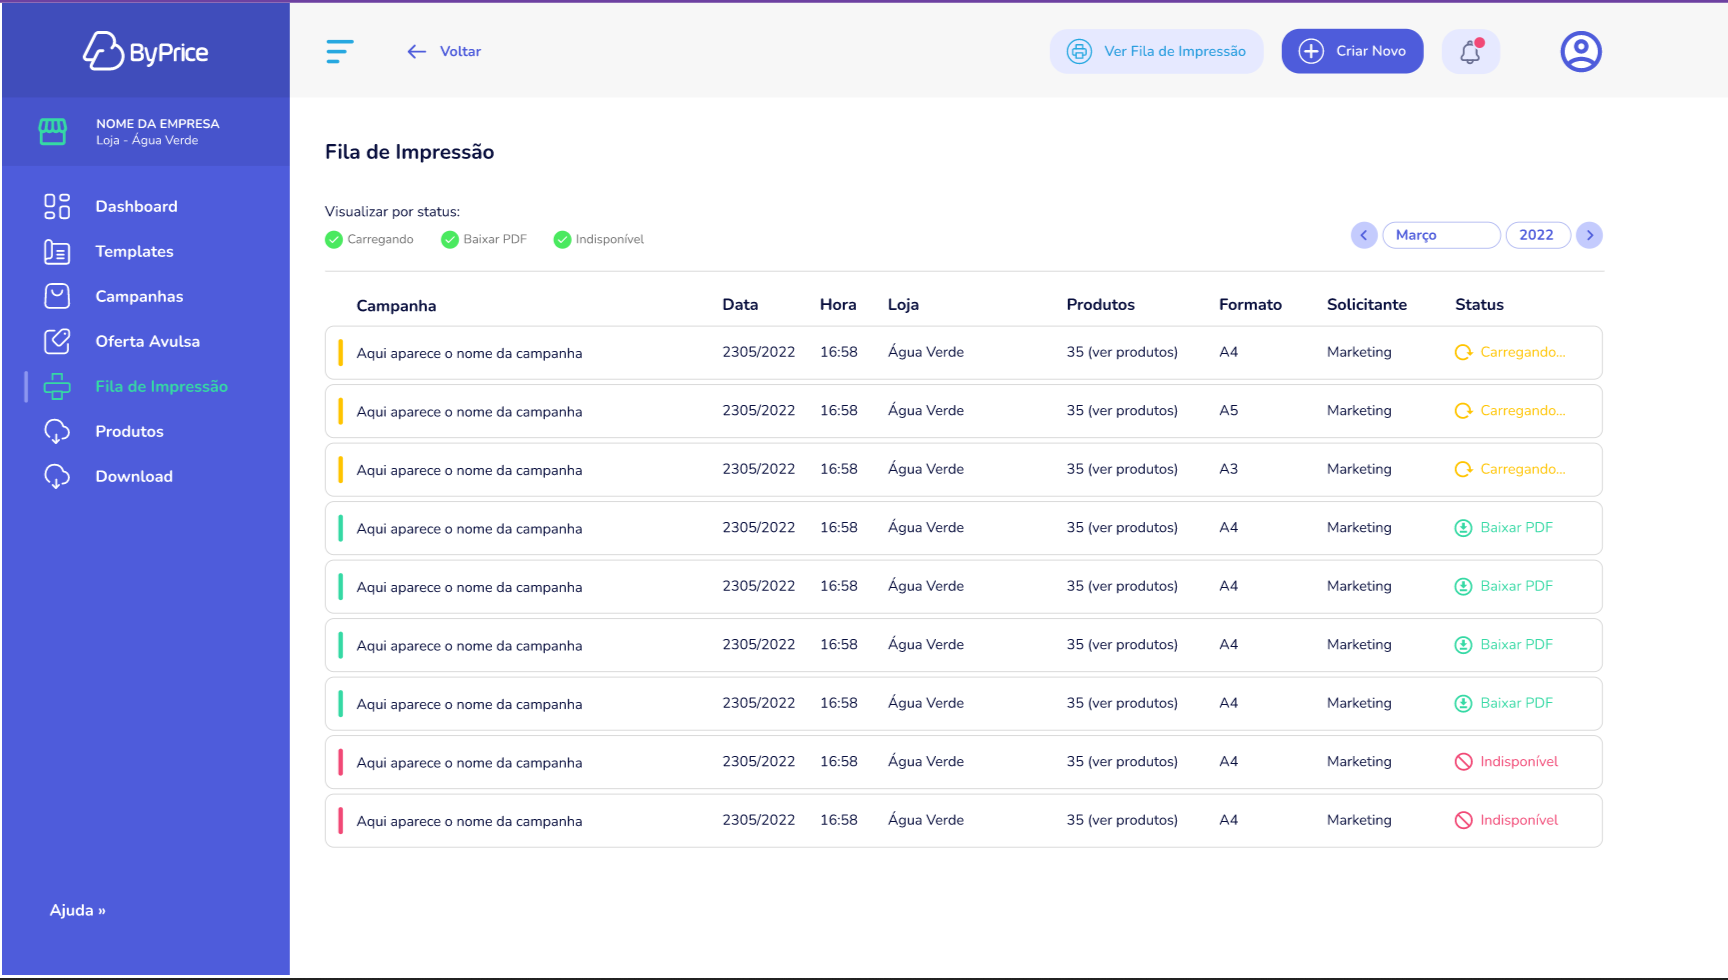 ByPrice
Voltar
Ver Fila de Impressão
Criar Novo
NOME DA EMPRESA
Loja - Água Verde
Dashboard
Templates
Campanhas
Oferta Avulsa
Fila de Impressão
Produtos
Download
Ajuda »
Fila de Impressão
Visualizar por status:
Carregando Baixar PDF Indisponível
Março 2022
Campanha Data Hora Loja Produtos Formato Solicitante Status
Aqui aparece o nome da campanha 2305/2022 16:58 Água Verde 35 (ver produtos) A4 Marketing Carregando...
Aqui aparece o nome da campanha 2305/2022 16:58 Água Verde 35 (ver produtos) A5 Marketing Carregando...
Aqui aparece o nome da campanha 2305/2022 16:58 Água Verde 35 (ver produtos) A3 Marketing Carregando...
Aqui aparece o nome da campanha 2305/2022 16:58 Água Verde 35 (ver produtos) A4 Marketing Baixar PDF
Aqui aparece o nome da campanha 2305/2022 16:58 Água Verde 35 (ver produtos) A4 Marketing Baixar PDF
Aqui aparece o nome da campanha 2305/2022 16:58 Água Verde 35 (ver produtos) A4 Marketing Baixar PDF
Aqui aparece o nome da campanha 2305/2022 16:58 Água Verde 35 (ver produtos) A4 Marketing Baixar PDF
Aqui aparece o nome da campanha 2305/2022 16:58 Água Verde 35 (ver produtos) A4 Marketing Indisponível
Aqui aparece o nome da campanha 2305/2022 16:58 Água Verde 35 (ver produtos) A4 Marketing Indisponível